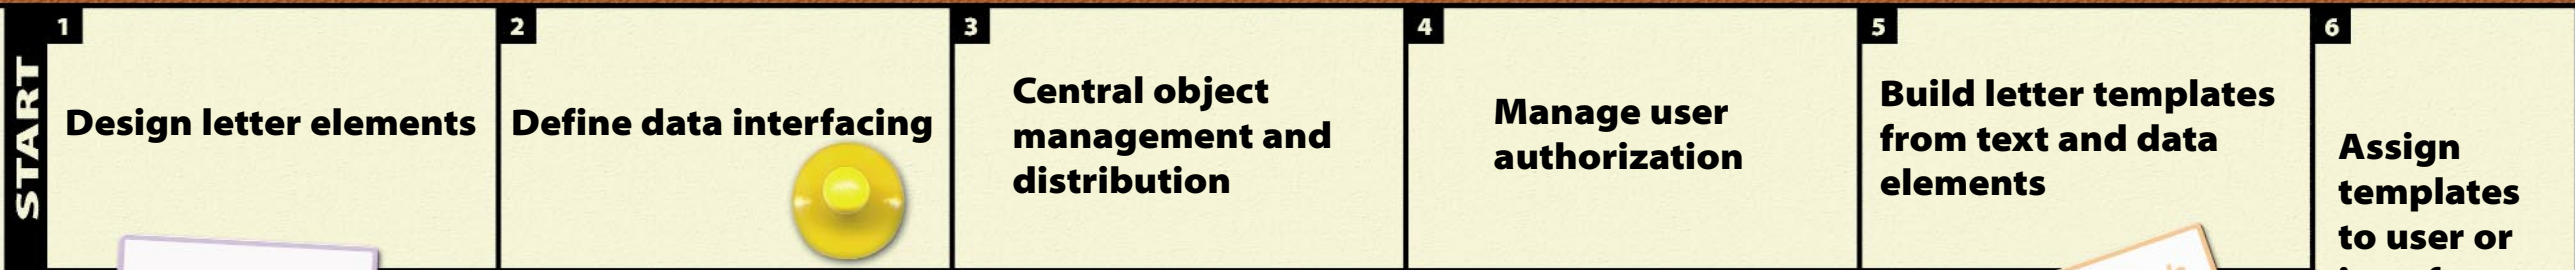 START
1
Design letter elements
2
Define data interfacing
3
Central object
management and
distribution
4
Manage user
authorization
5
Build letter templates
from text and data
elements
6
Assign
templates
to user or